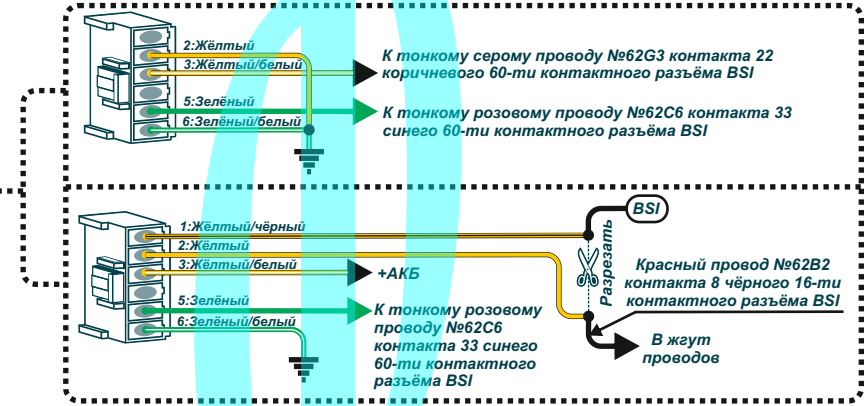 2:Жёлтый
3:Жёлтый/белый
К тонкому серому проводу №62G3 контакта 22
коричневого 60-ти контактного разъёма BSI
5:Зелёный
6:Зелёный/белый
К тонкому розовому проводу №62C6 контакта 33
синего 60-ти контактного разъёма BSI
1:Жёлтый/чёрный
2:Жёлтый
3:Жёлтый/белый
+АКБ
5:Зелёный
6:Зелёный/белый
К тонкому розовому
проводу №62C6
контакта 33 синего
60-ти контактного
разъёма BSI
BSI
Разрезать
Красный провод №62B2
контакта 8 чёрного 16-ти
контактного разъёма BSI
В жгут
проводов